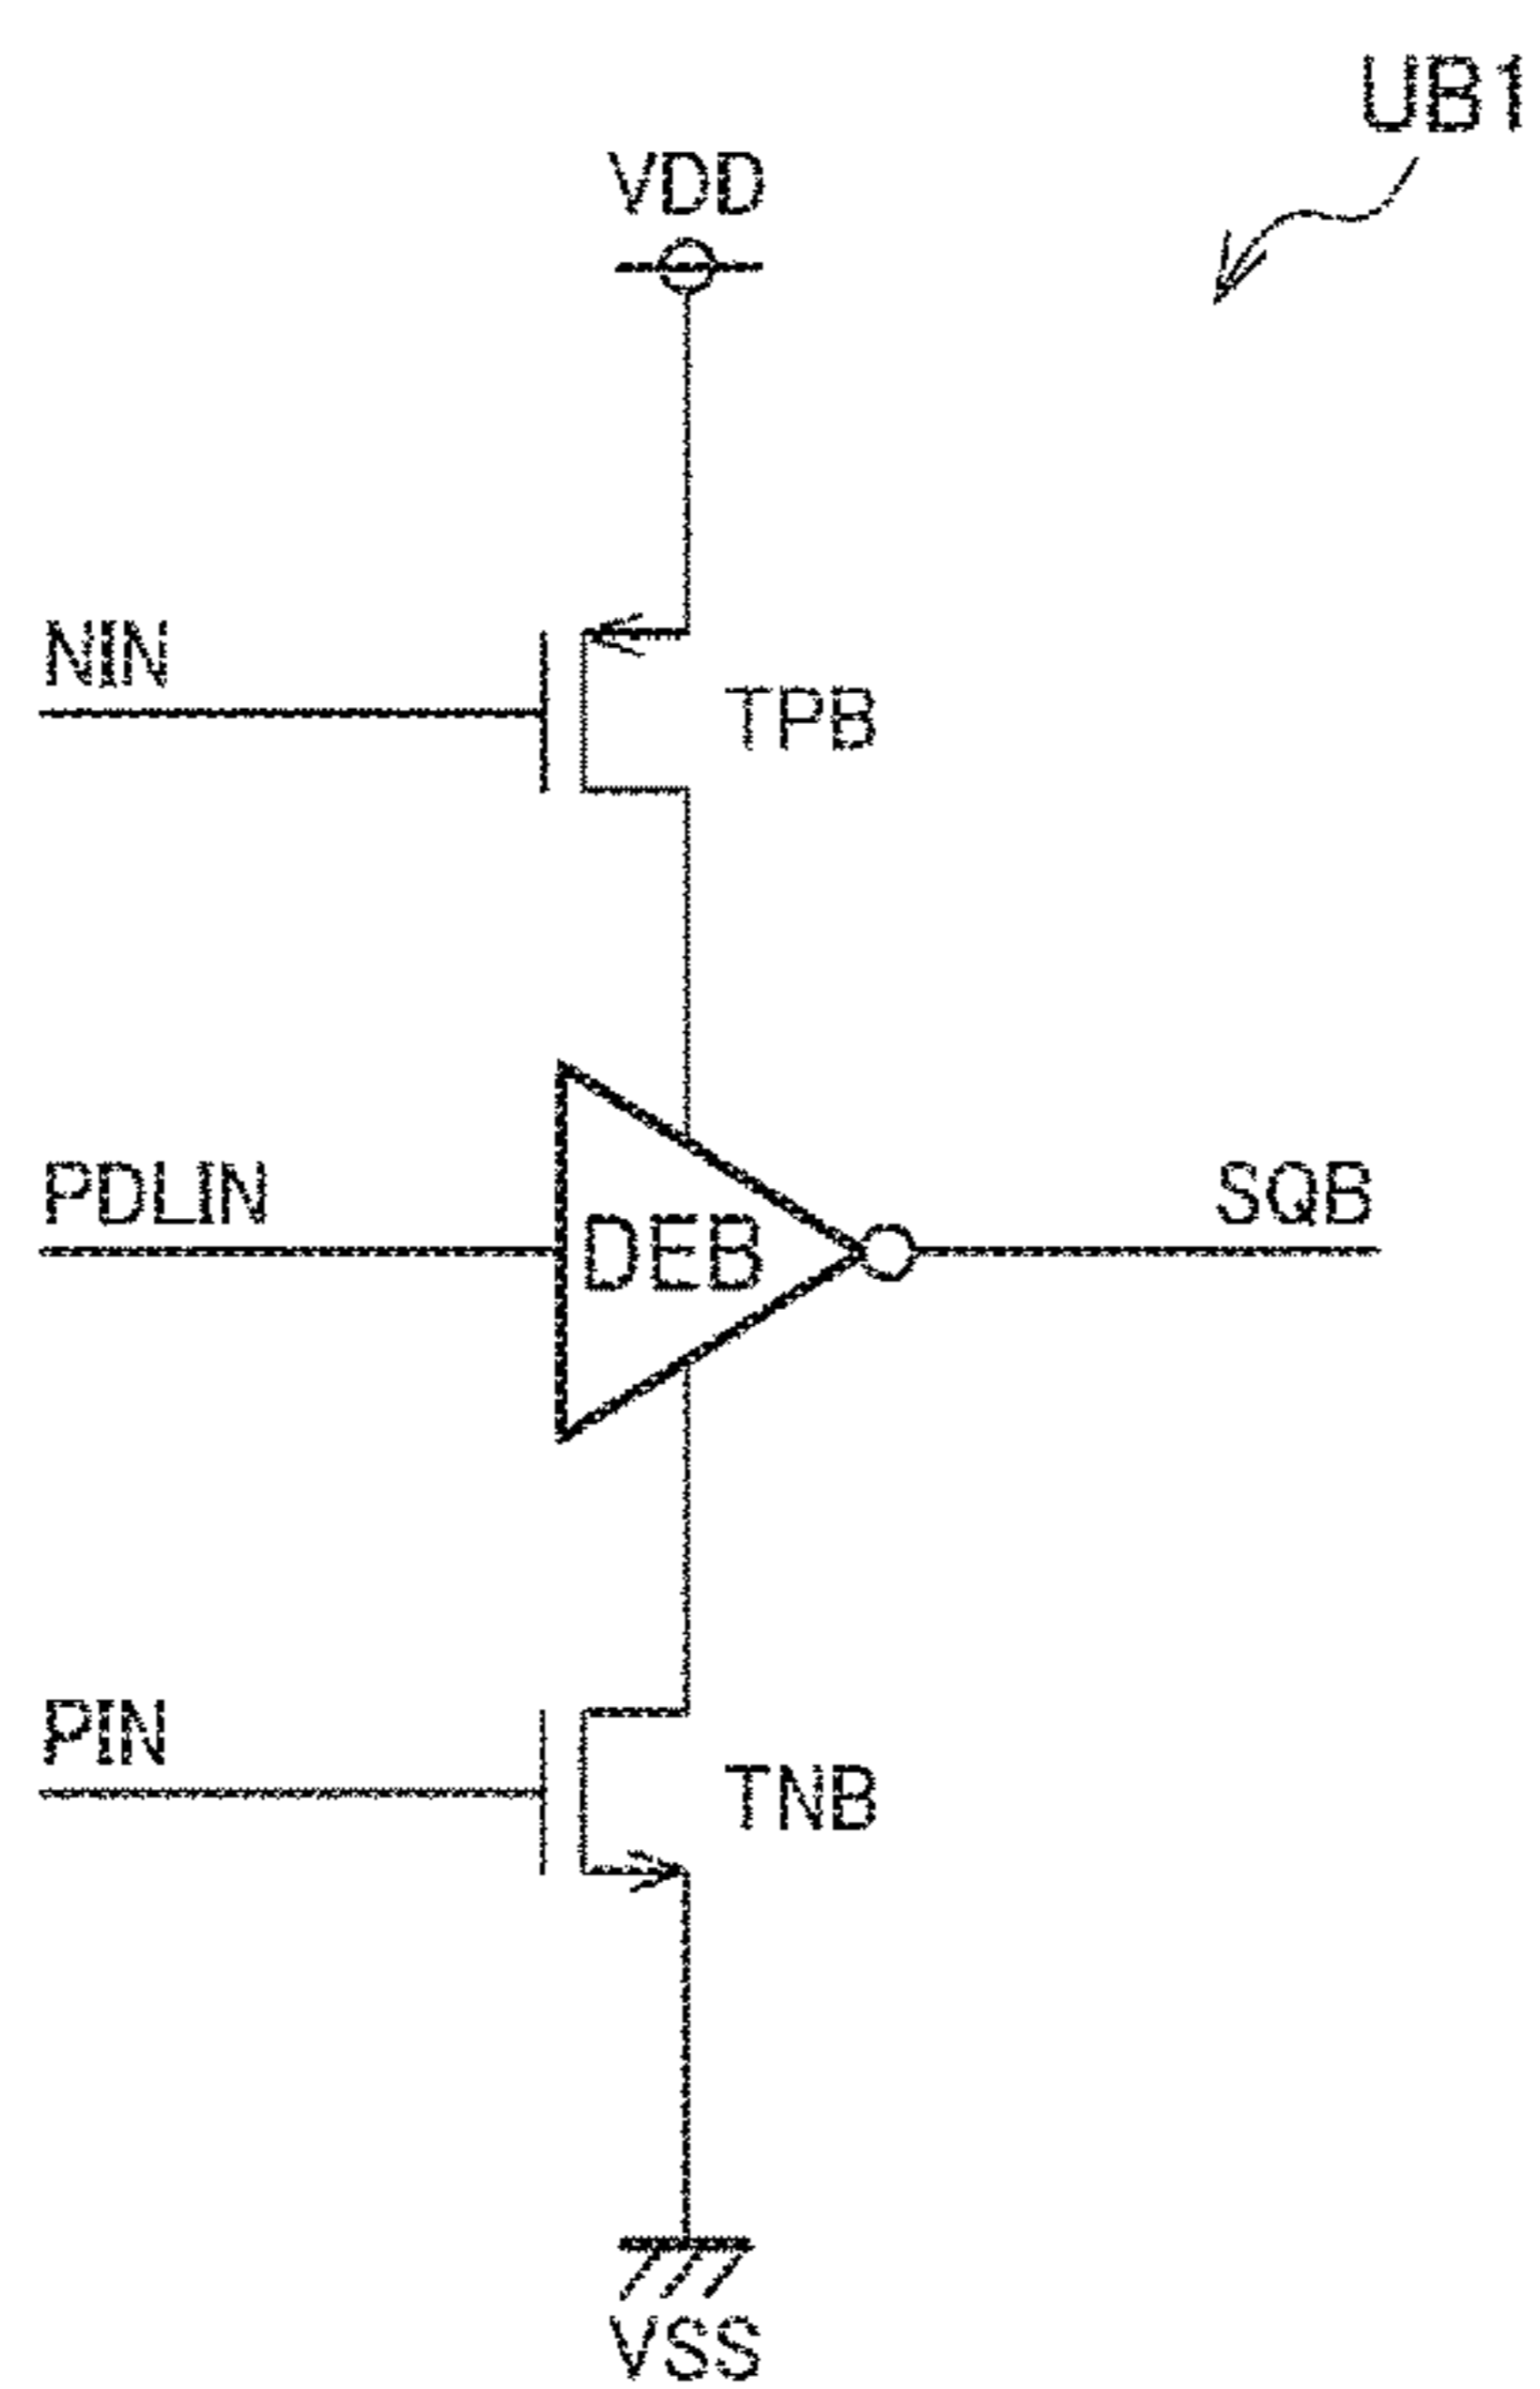 UB1
VDD
NIN
TPB
PDLIN
DEB
SQB
PIN
TNB
VSS